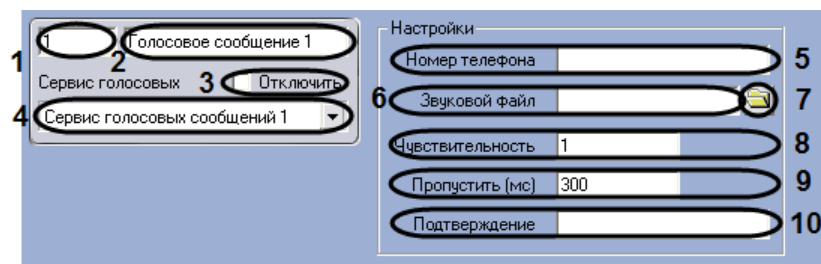 1 Голосовое сообщение 1
1 2
Сервис голосовых 3 Отключить
4 Сервис голосовых сообщений 1
Настройки
Номер телефона 5
6 Звуковой файл 7
Чувствительность 1 8
Пропустить (мс) 300 9
Подтверждение 10